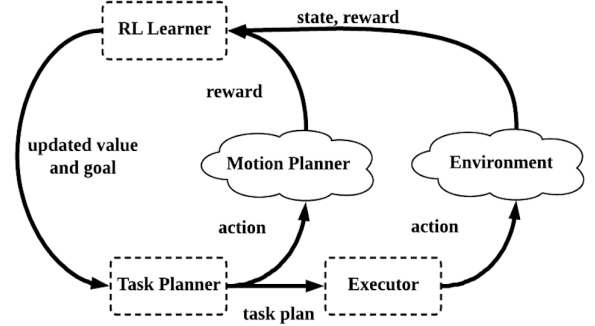 RL Learner
state, reward
reward
updated value
and goal
Motion Planner
Environment
action
action
Task Planner
Executor
task plan